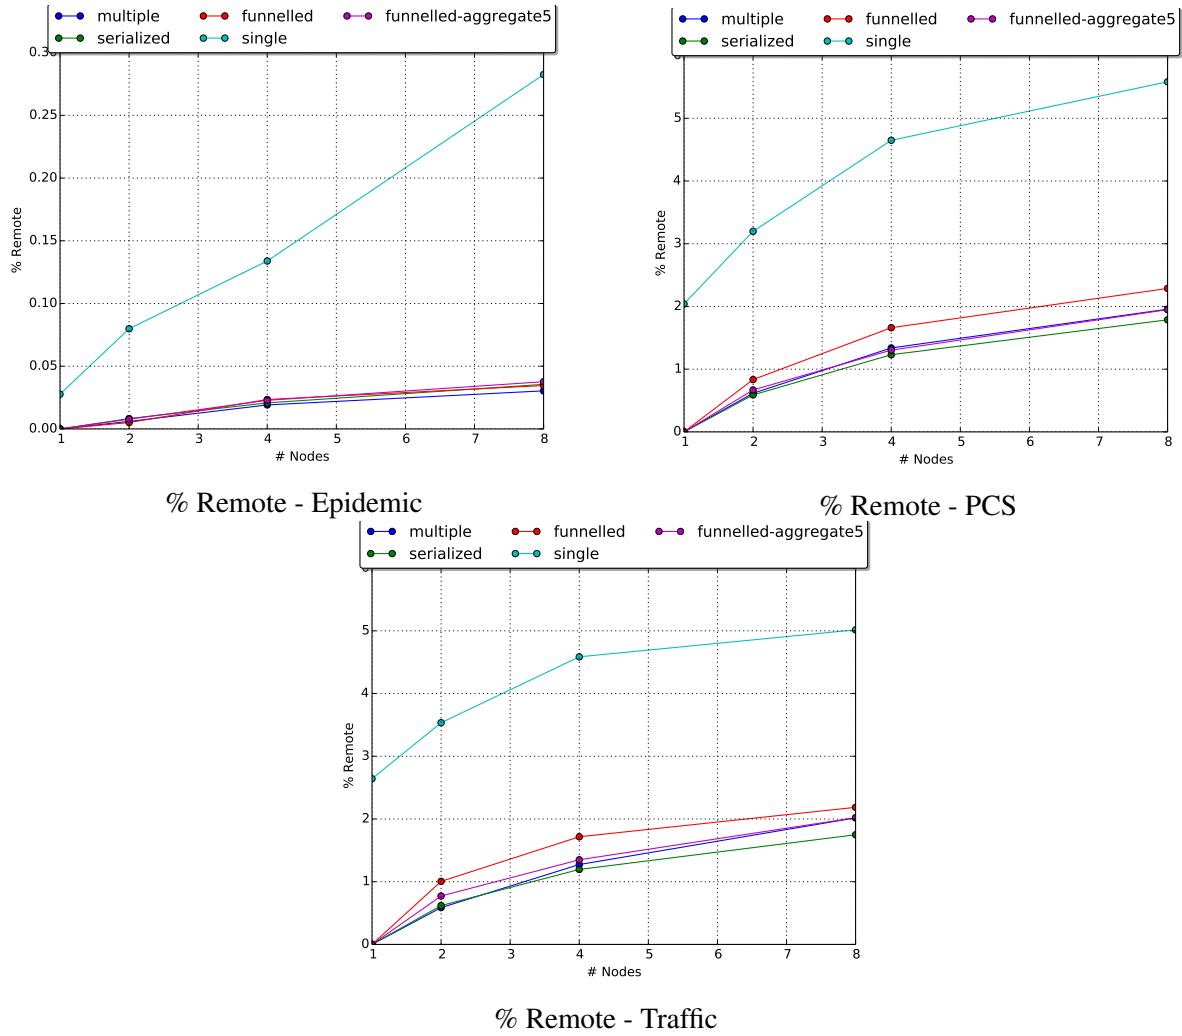 multiple funnelled funnelled-aggregate5
serialized single
0.30
0.25
0.20
0.15
0.10
0.05
0.00
% Remote
1 2 3 4 5 6 7 8
# Nodes
% Remote - Epidemic
multiple funnelled funnelled-aggregate5
serialized single
6
5
4
3
2
1
0
% Remote
1 2 3 4 5 6 7 8
# Nodes
% Remote - PCS
multiple funnelled funnelled-aggregate5
serialized single
5
4
3
2
1
0
% Remote
1 2 3 4 5 6 7 8
# Nodes
% Remote - Traffic